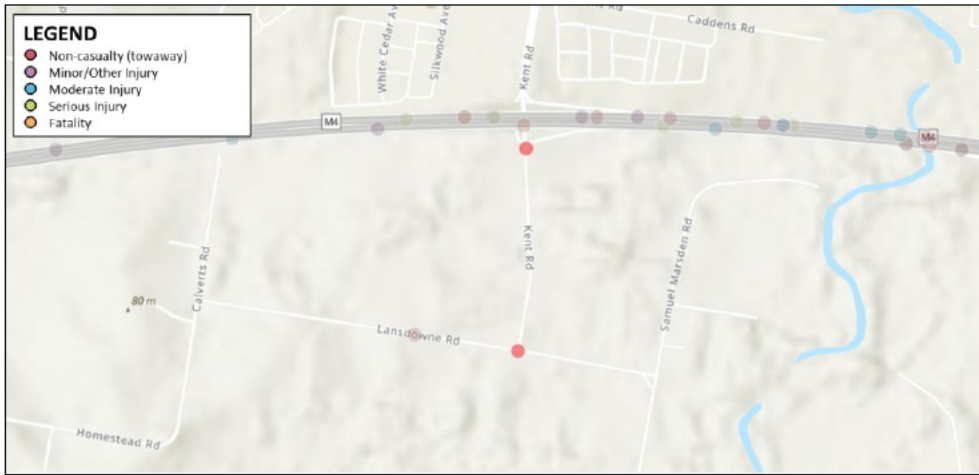 LEGEND
Non-casualty (towaway)
Minor/Other Injury
Moderate Injury
Serious Injury
Fatality
Caddens Rd
White Cedar Av
Silkwood Ave
Kent Rd
M4
M4
Kent Rd
Calverts Rd
Samuel Marsden Rd
80 m
Lansdowne Rd
Homestead Rd